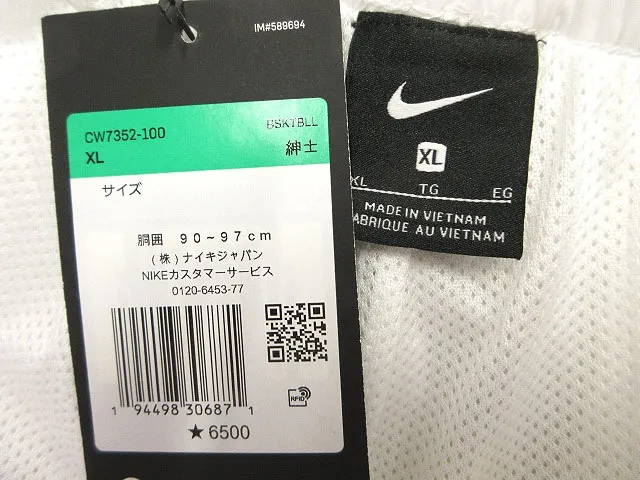 IM#589694
CW7352-100
BSKTBLL
XL
紳士
サイズ
胴囲 90~97cm
(株)ナイキジャパン
NIKEカスタマーサービス
0120-6453-77
1 94498 30687 1
RFID
★6500
XL
XL TG EG
MADE IN VIETNAM
FABRIQUE AU VIETNAM